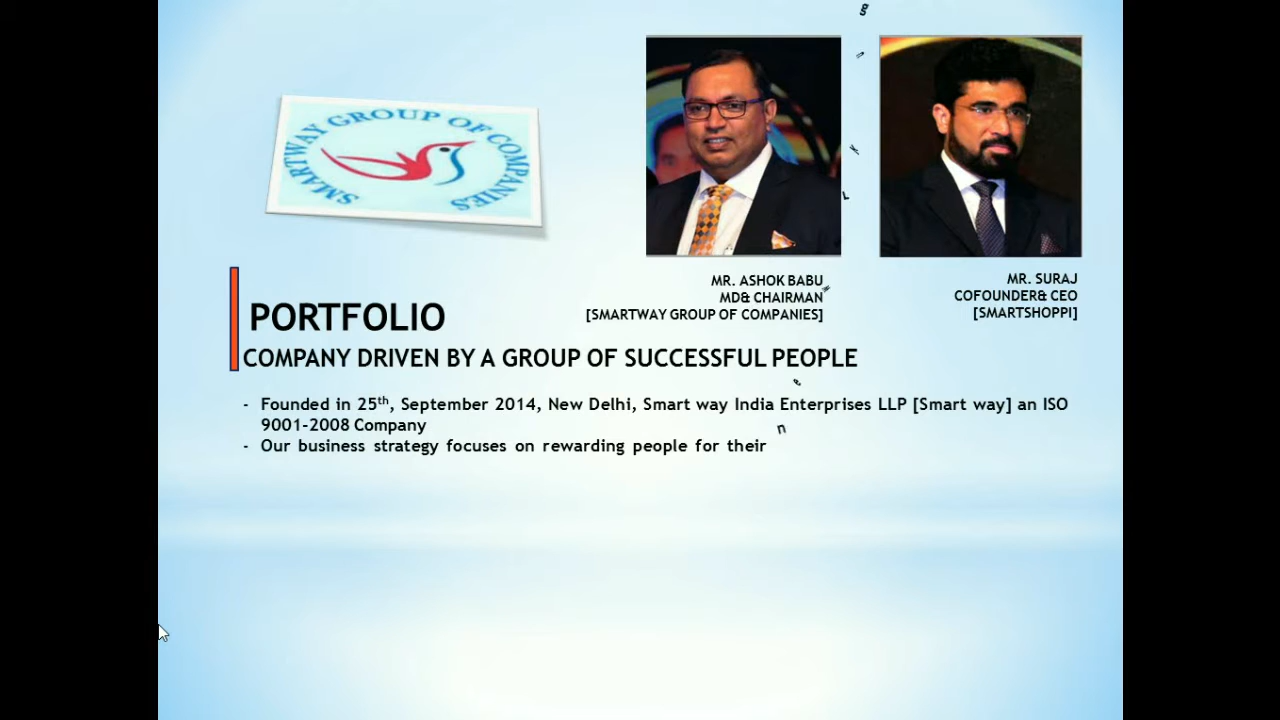 SMARTWAY GROUP OF COMPANIES
MR. ASHOK BABU
MD& CHAIRMAN
[SMARTWAY GROUP OF COMPANIES]
MR. SURAJ
COFOUNDER& CEO
[SMARTSHOPPI]
PORTFOLIO
COMPANY DRIVEN BY A GROUP OF SUCCESSFUL PEOPLE
- Founded in 25th, September 2014, New Delhi, Smart way India Enterprises LLP [Smart way] an ISO
9001-2008 Company
- Our business strategy focuses on rewarding people for their
n